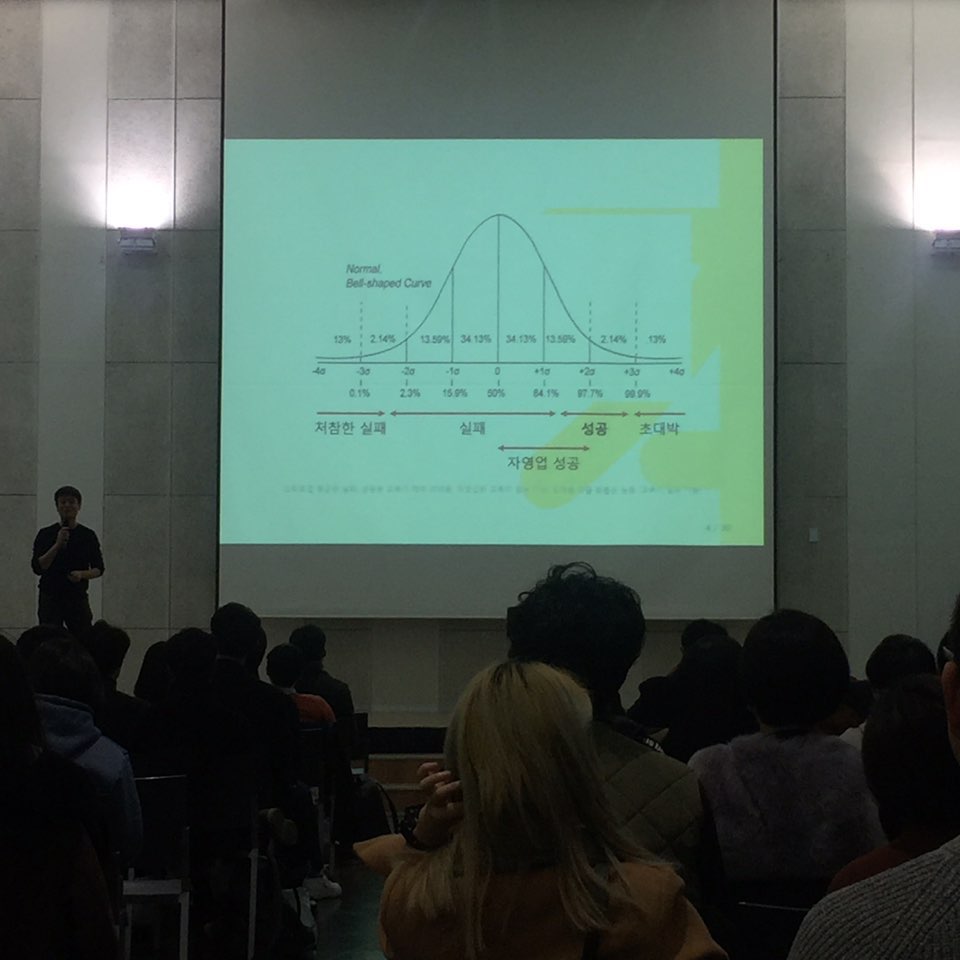 Normal,
Bell-shaped Curve
13% 2.14% 13.59% 34.13% 34.13% 13.59% 2.14% 13%
-4σ -3σ -2σ -1σ 0 +1σ +2σ +3σ +4σ
0.1% 2.3% 15.9% 50% 84.1% 97.7% 99.9%
처참한 실패 실패 성공 초대박
자영업 성공